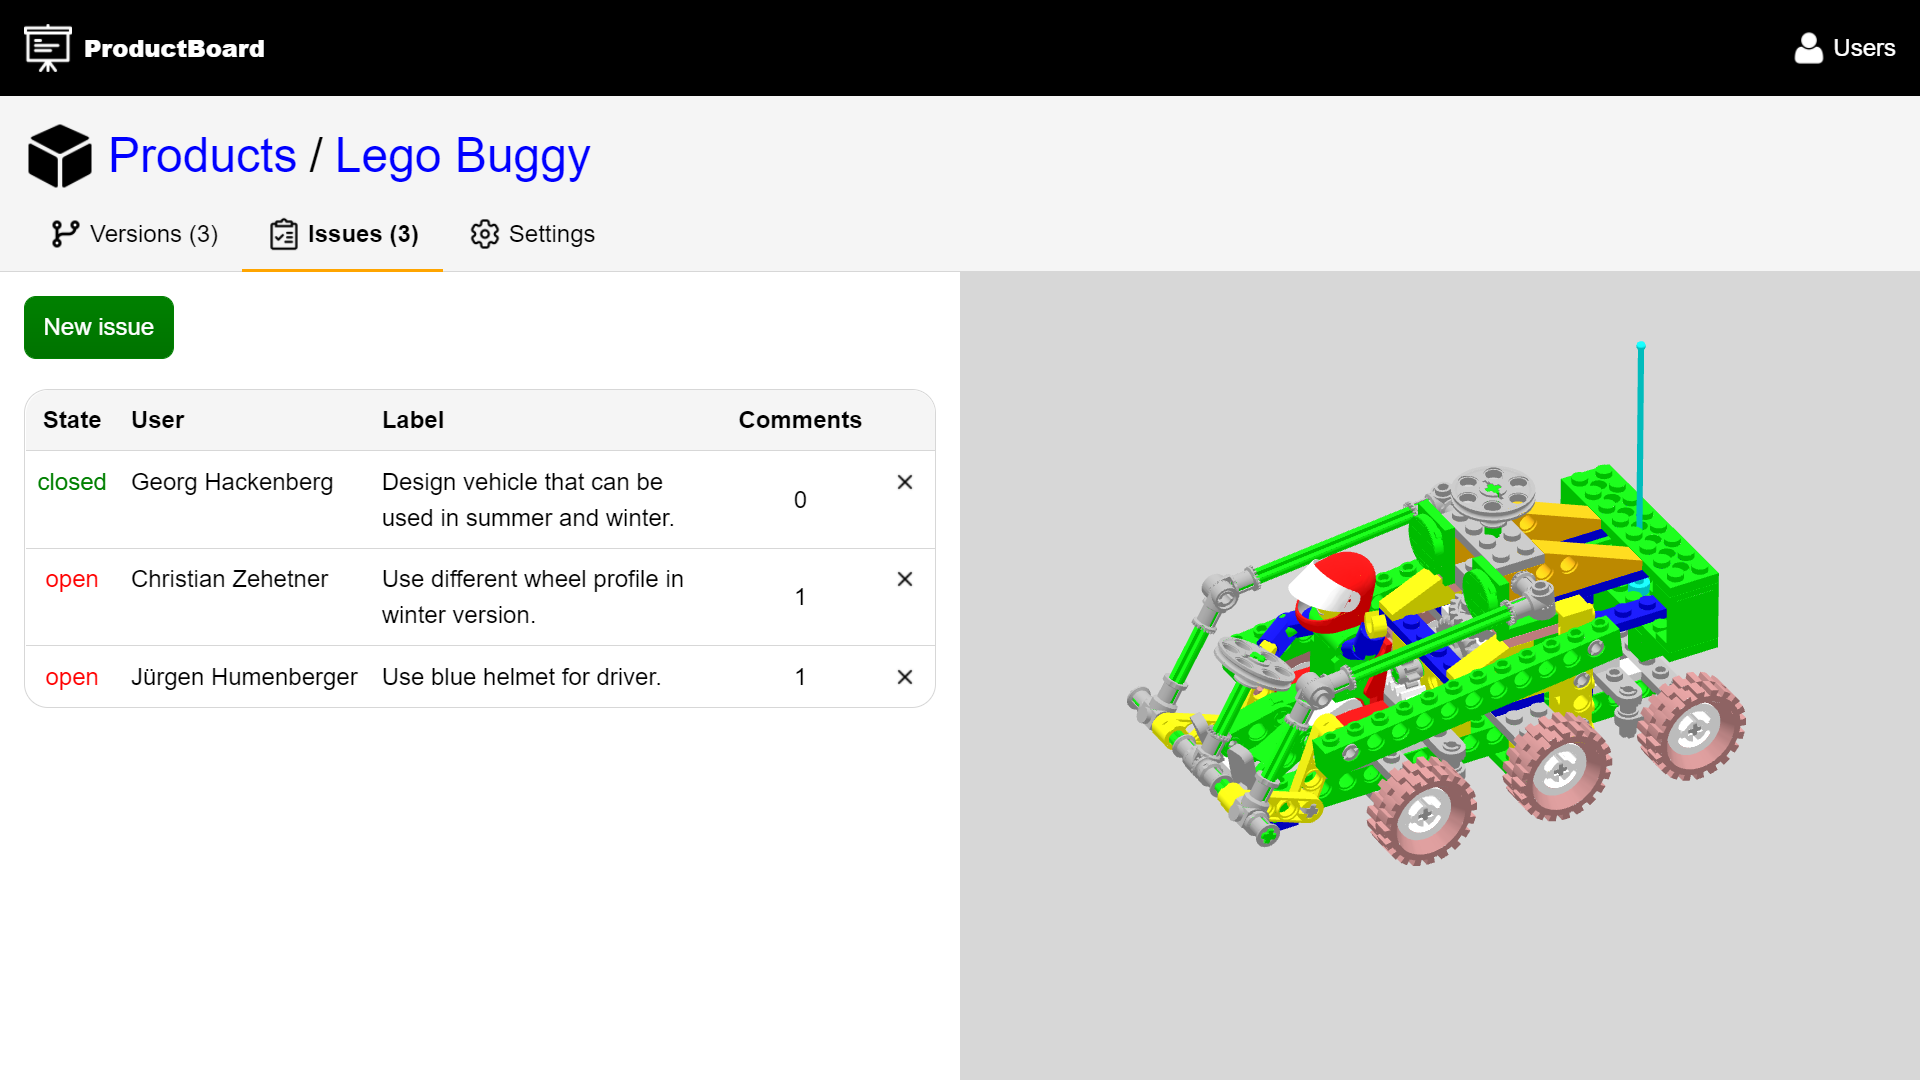 ProductBoard
Users
Products / Lego Buggy
Versions (3)
Issues (3)
Settings
New issue
State User Label Comments
closed Georg Hackenberg Design vehicle that can be
used in summer and winter. 0
open Christian Zehetner Use different wheel profile in
winter version. 1
open Jürgen Humenberger Use blue helmet for driver. 1